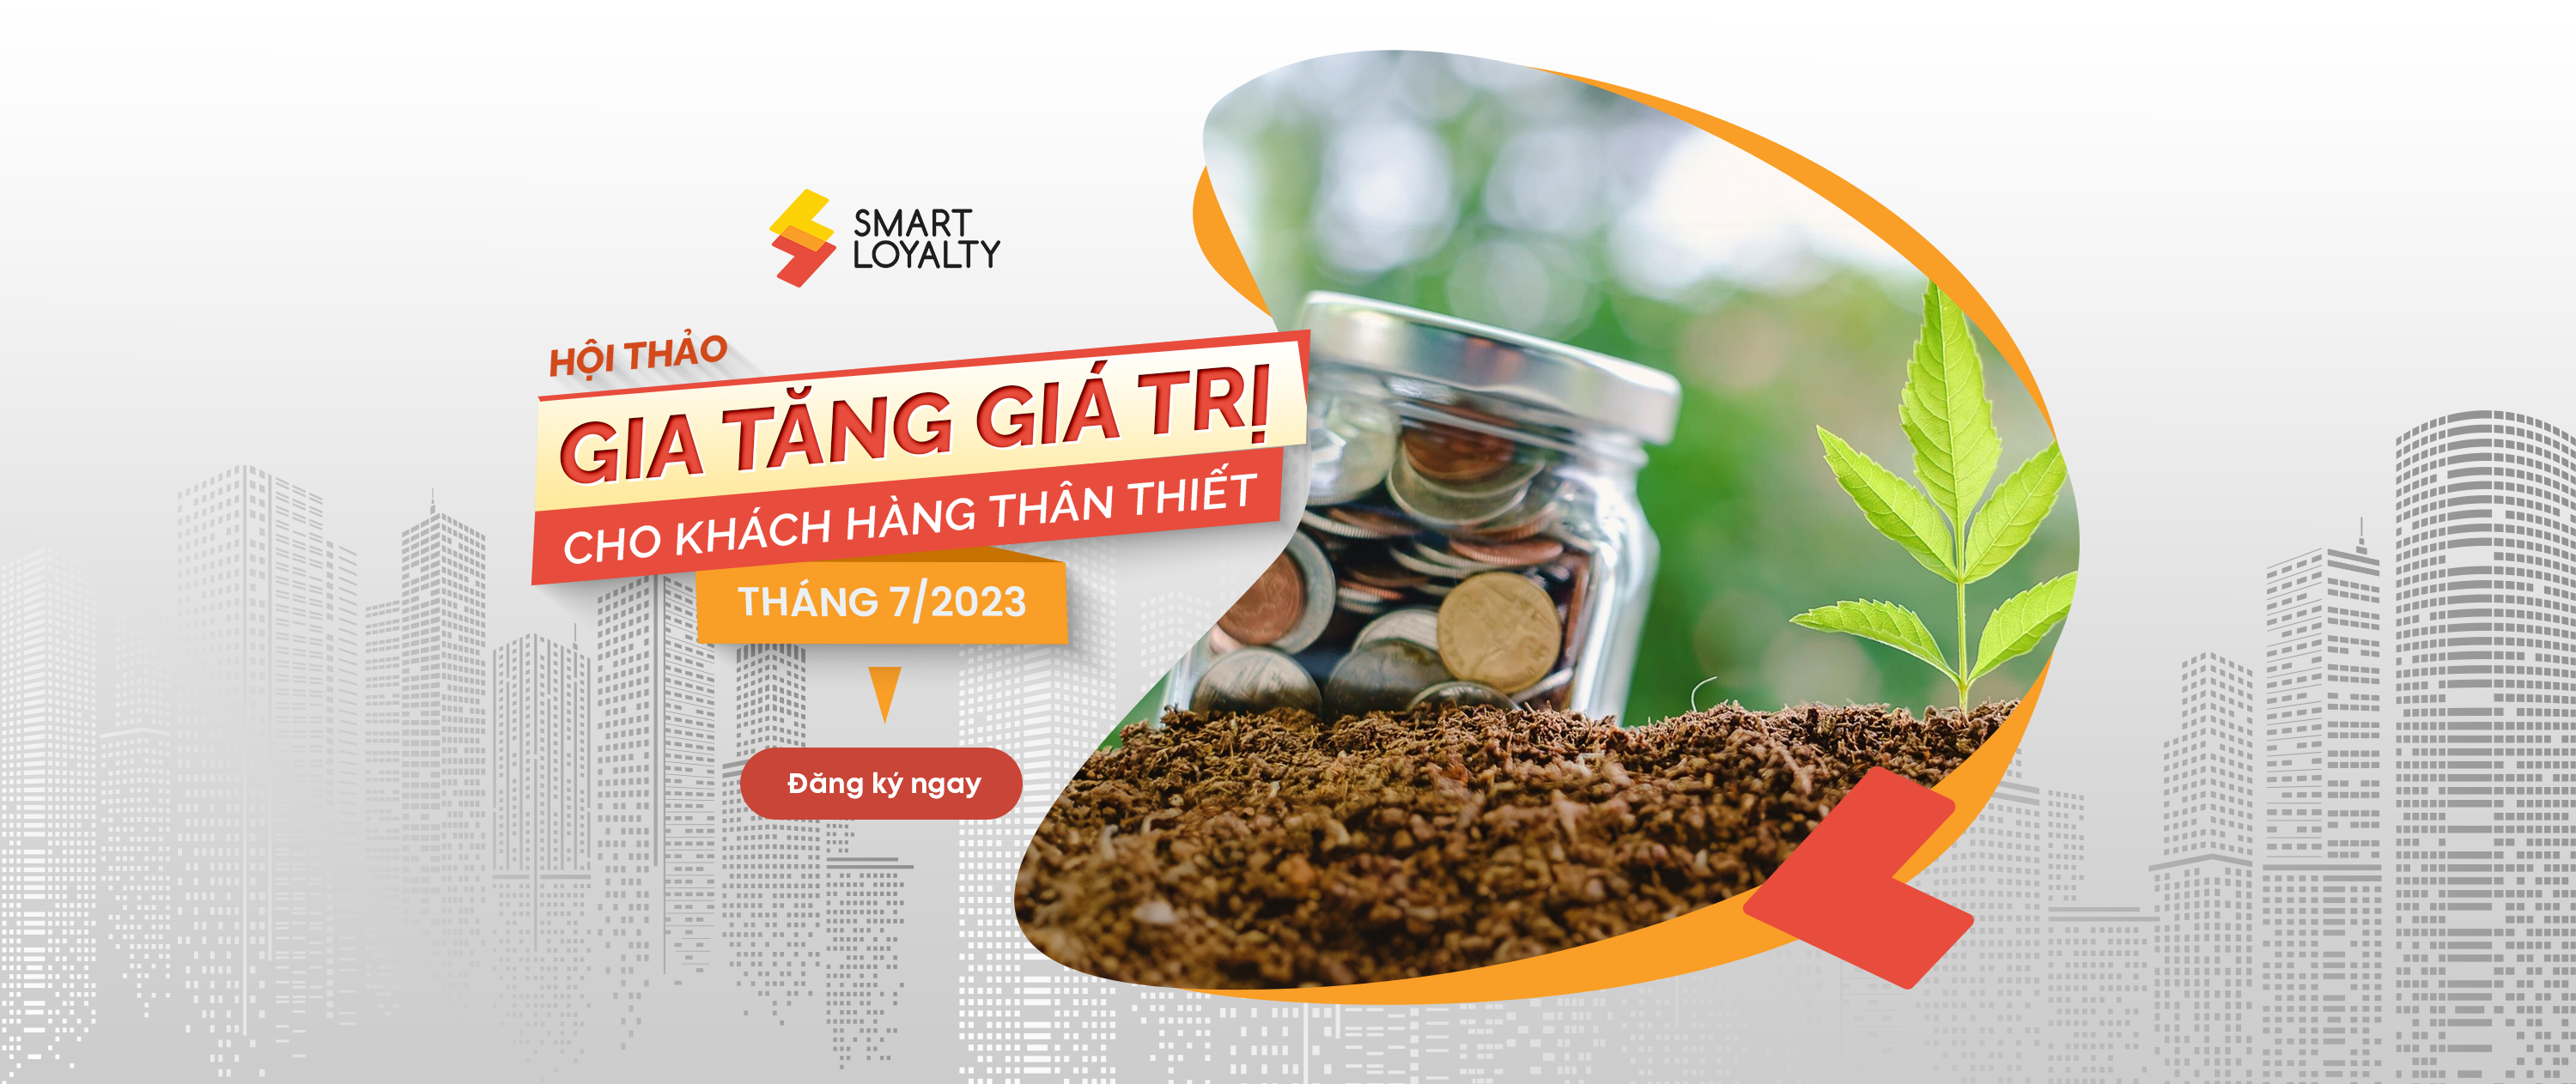 SMART
LOYALTY
HỘI THẢO
GIA TĂNG GIÁ TRỊ
CHO KHÁCH HÀNG THÂN THIẾT
THÁNG 7/2023
Đăng ký ngay